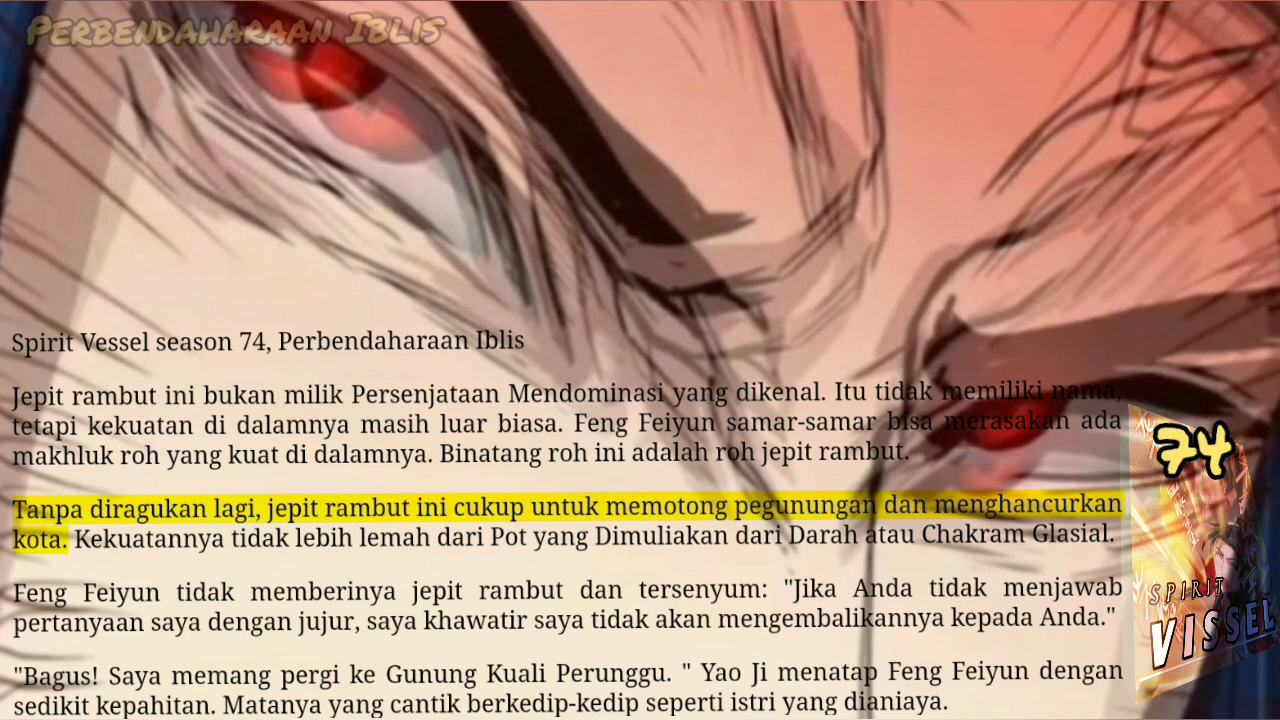 Perbendaharaan Iblis
Spirit Vessel season 74, Perbendaharaan Iblis
Jepit rambut ini bukan milik Persenjataan Mendominasi yang dikenal. Itu tidak memiliki nama,
tetapi kekuatan di dalamnya masih luar biasa. Feng Feiyun samar-samar bisa merasakan ada
makhluk roh yang kuat di dalamnya. Binatang roh ini adalah roh jepit rambut.
Tanpa diragukan lagi, jepit rambut ini cukup untuk memotong pegunungan dan menghancurkan
kota. Kekuatannya tidak lebih lemah dari Pot yang Dimuliakan dari Darah atau Chakram Glasial.
Feng Feiyun tidak memberinya jepit rambut dan tersenyum: "Jika Anda tidak menjawab
pertanyaan saya dengan jujur, saya khawatir saya tidak akan mengembalikannya kepada Anda."
"Bagus! Saya memang pergi ke Gunung Kuali Perunggu. " Yao Ji menatap Feng Feiyun dengan
sedikit kepahitan. Matanya yang cantik berkedip-kedip seperti istri yang dianiaya.
74
SPIRIT
VISSEL